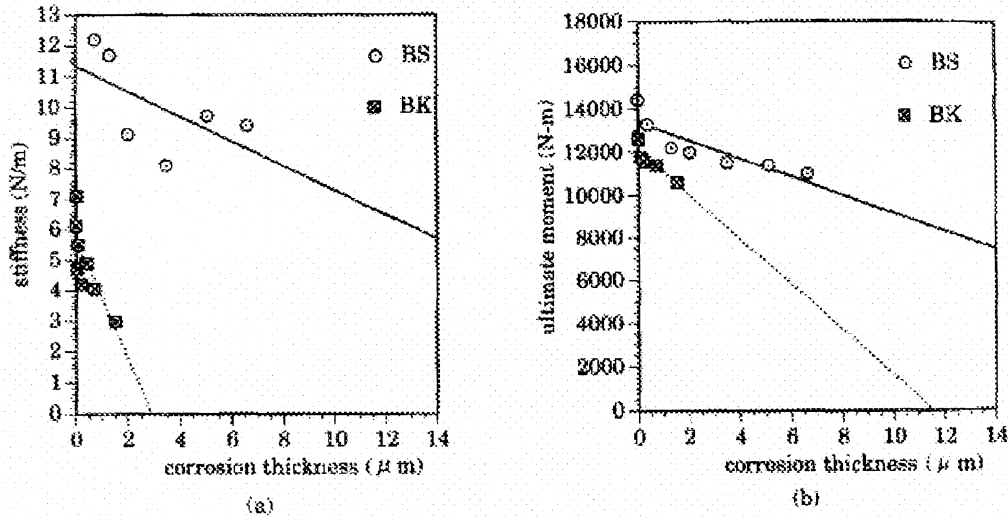 13
12
11
10
9
8
7
6
5
4
3
2
1
0
stiffness (N/m)
BS
BK
0 2 4 6 8 10 12 14
corrosion thickness (μ m)
(a)
18000
16000
14000
12000
10000
8000
6000
4000
2000
0
ultimate moment (N-m)
BS
BK
0 2 4 6 8 10 12 14
corrosion thickness (μ m)
(b)